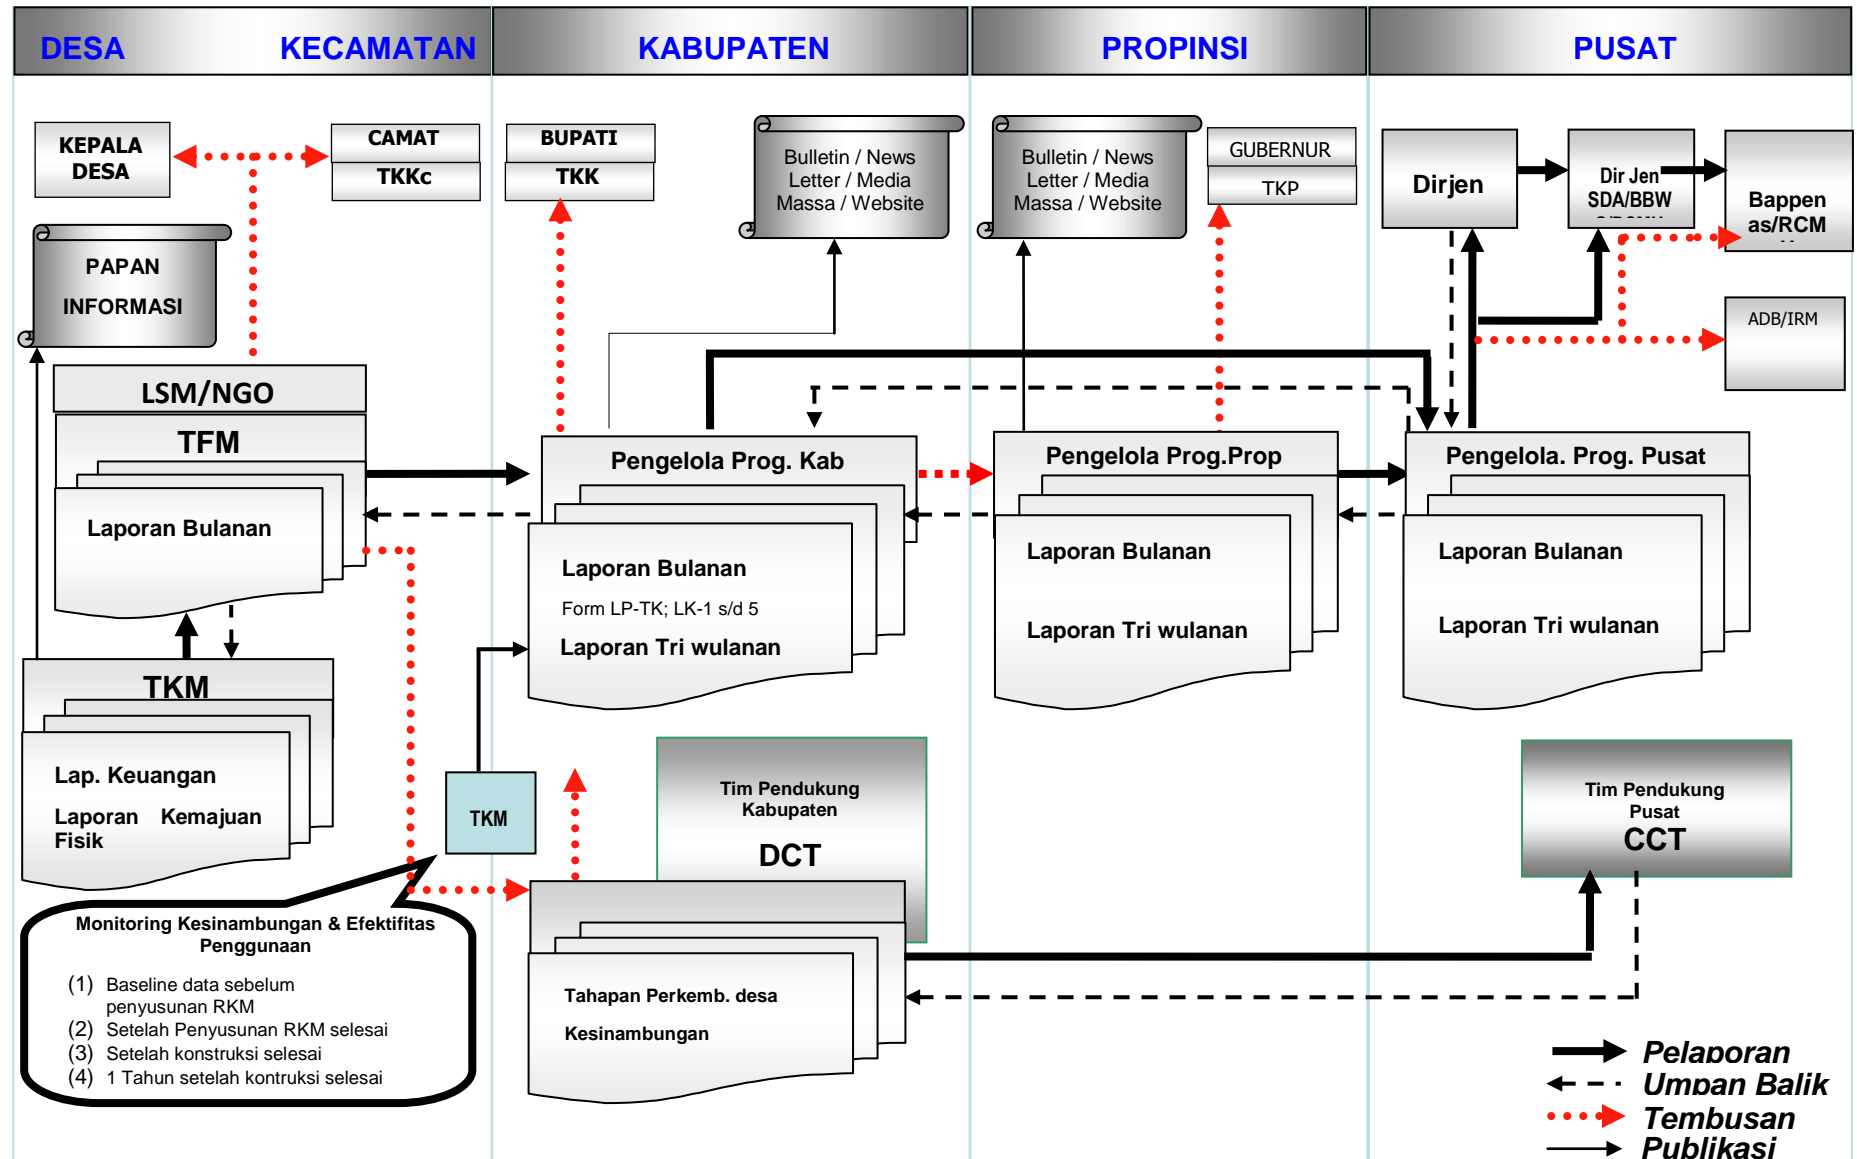 DESA KECAMATAN KABUPATEN PROPINSI PUSAT
KEPALA
DESA
CAMAT
TKKc
BUPATI
TKK
Bulletin / News
Letter / Media
Massa / Website
Bulletin / News
Letter / Media
Massa / Website
GUBERNUR
TKP
Dirjen
Dir Jen
SDA/BBW
Bappen
as/RCM
ADB/IRM
PAPAN
INFORMASI
LSM/NGO
TFM
Laporan Bulanan
Pengelola Prog. Kab
Laporan Bulanan
Form LP-TK; LK-1 s/d 5
Laporan Tri wulanan
Pengelola Prog.Prop
Laporan Bulanan
Laporan Tri wulanan
Pengelola. Prog. Pusat
Laporan Bulanan
Laporan Tri wulanan
TKM
Lap. Keuangan
Laporan Kemajuan
Fisik
TKM
Tim Pendukung
Kabupaten
DCT
Tim Pendukung
Pusat
CCT
Monitoring Kesinambungan & Efektifitas
Penggunaan
(1) Baseline data sebelum
penyusunan RKM
(2) Setelah Penyusunan RKM selesai
(3) Setelah konstruksi selesai
(4) 1 Tahun setelah kontruksi selesai
Tahapan Perkemb. desa
Kesinambungan
Pelaporan
Umpan Balik
Tembusan
Publikasi